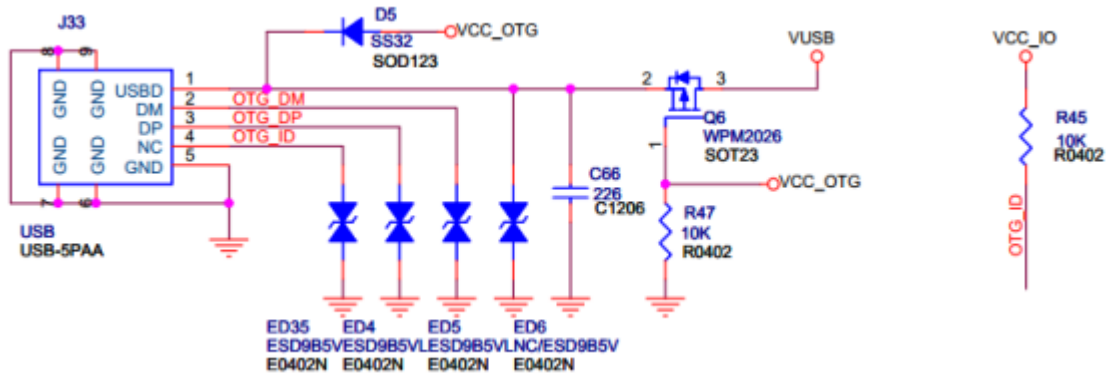 J33
D5
SS32
SOD123
VCC_OTG
VUSB
VCC_IO
8
9
GND
GND
GND
GND
7
6
USBD
DM
DP
NC
GND
1
2
3
4
5
OTG_DM
OTG_DP
OTG_ID
2
3
1
Q6
WPM2026
SOT23
VCC_OTG
R47
10K
R0402
C66
226
C1206
R45
10K
R0402
OTG_ID
USB
USB-5PAA
ED35 ED4 ED5 ED6
ESD9B5VESD9B5VLESD9B5VLNC/ESD9B5V
E0402N E0402N E0402N E0402N